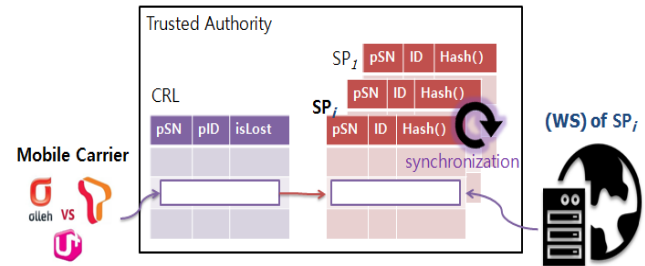 Trusted Authority
SP1 pSN ID Hash()
pSN ID Hash()
CRL
SPi
pSN pID isLost
pSN ID Hash()
(WS) of SPi
synchronization
Mobile Carrier
olleh VS T
U+